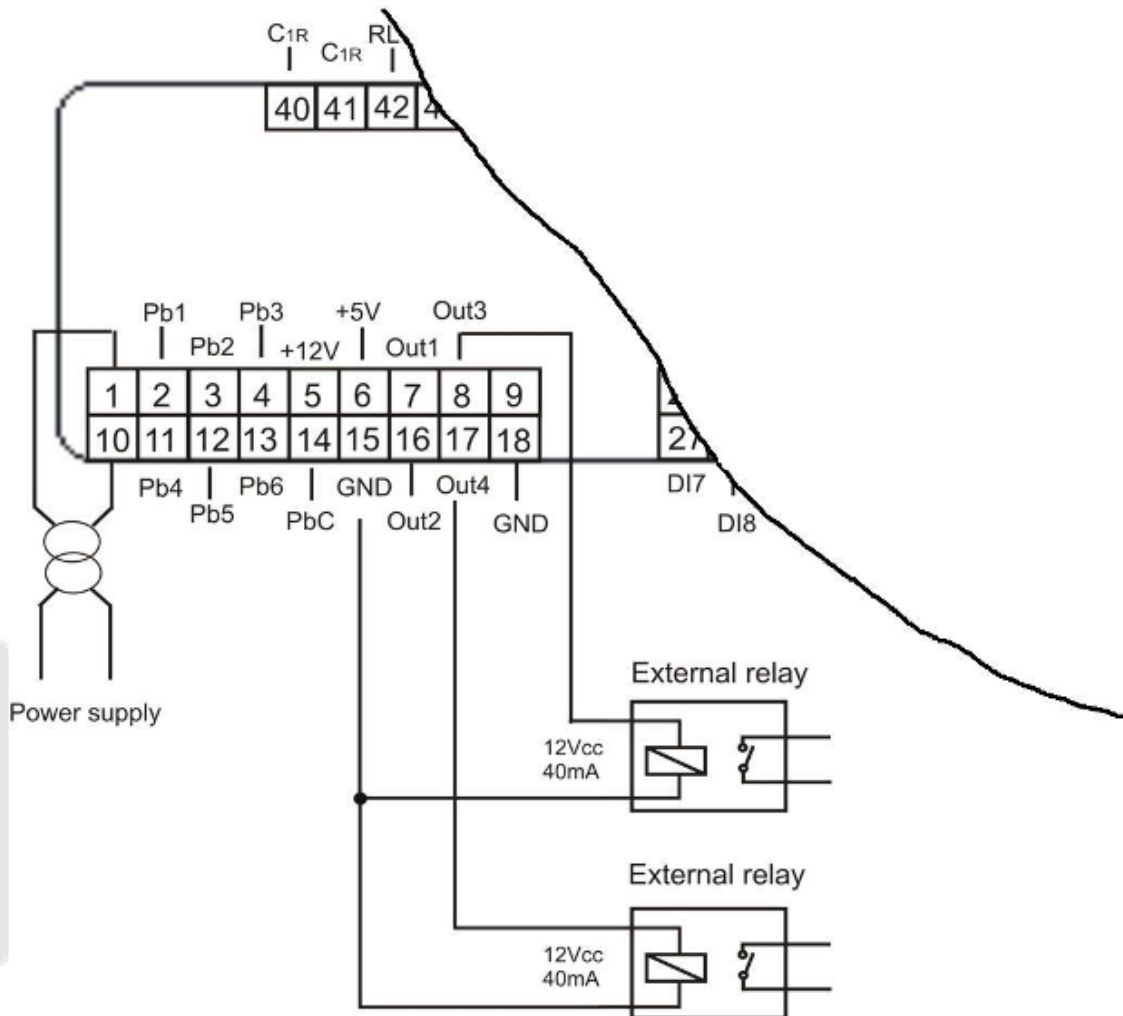 C1R C1R RL
40 41 42 4
Pb1 Pb3 +5V Out3
Pb2 +12V Out1
1 2 3 4 5 6 7 8 9
10 11 12 13 14 15 16 17 18
27
Pb4 Pb6 GND Out4 DI7
Pb5 PbC Out2 GND DI8
External relay
Power supply
12Vcc
40mA
External relay
12Vcc
40mA